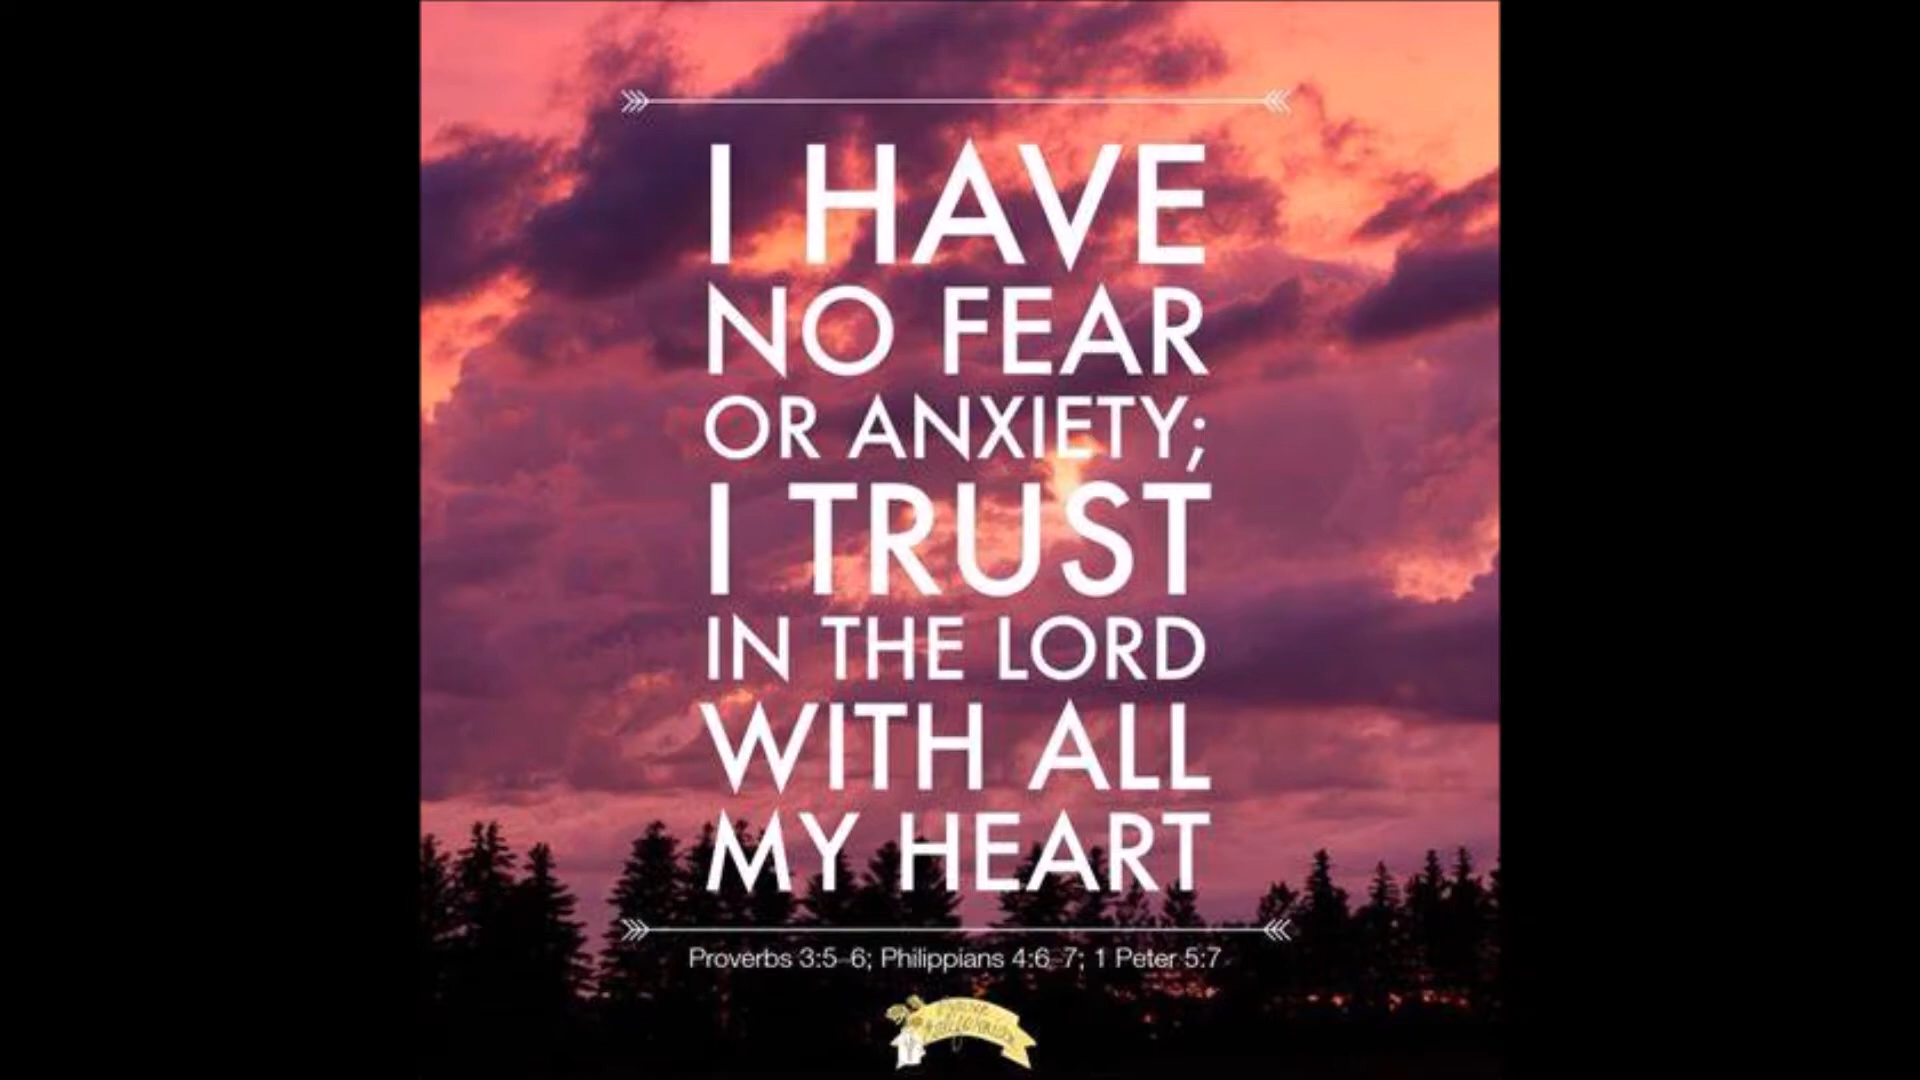 I HAVE
NO FEAR
OR ANXIETY;
I TRUST
IN THE LORD
WITH ALL
MY HEART
Proverbs 3:5-6; Philippians 4:6-7; 1 Peter 5:7